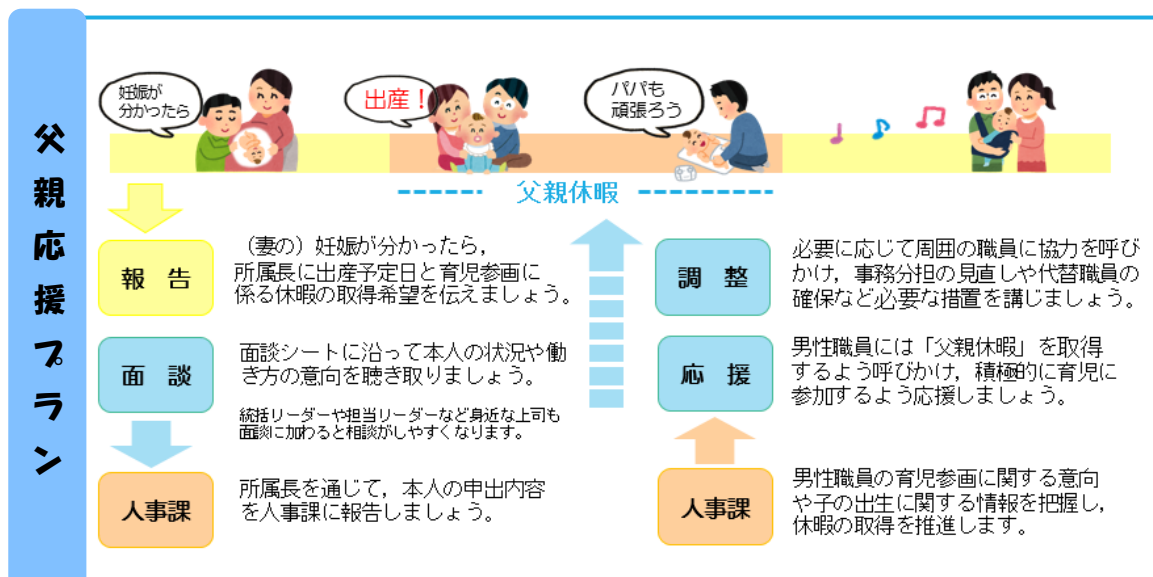 父親応援プラン
妊娠が
分かったら
出産！
パパも
頑張ろう
父親休暇
報告
（妻の）妊娠が分かったら，
所属長に出産予定日と育児参画に
係る休暇の取得希望を伝えましょう。
面談
面談シートに沿って本人の状況や働
き方の意向を聴き取りましょう。
統括リーダーや担当リーダーなど身近な上司も
面談に加わると相談がしやすくなります。
人事課
所属長を通じて，本人の申出内容
を人事課に報告しましょう。
調整
必要に応じて周囲の職員に協力を呼び
かけ，事務分担の見直しや代替職員の
確保など必要な措置を講じましょう。
応援
男性職員には「父親休暇」を取得
するよう呼びかけ，積極的に育児に
参加するよう応援しましょう。
人事課
男性職員の育児参画に関する意向
や子の出生に関する情報を把握し，
休暇の取得を推進します。